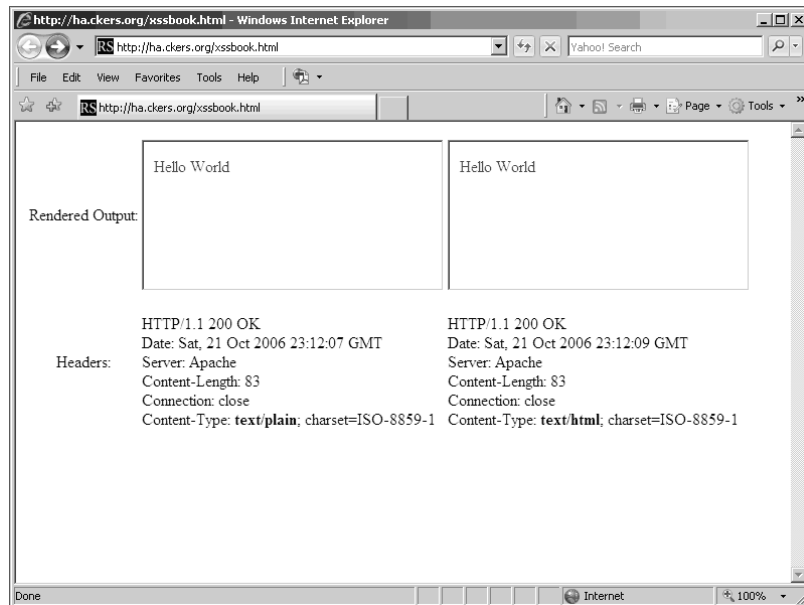 http://ha.ckers.org/xssbook.html - Windows Internet Explorer
RS http://ha.ckers.org/xssbook.html Yahoo! Search
File Edit View Favorites Tools Help
RS http://ha.ckers.org/xssbook.html Page Tools »
Rendered Output:
Hello World
Hello World
Headers:
HTTP/1.1 200 OK
Date: Sat, 21 Oct 2006 23:12:07 GMT
Server: Apache
Content-Length: 83
Connection: close
Content-Type: text/plain; charset=ISO-8859-1
HTTP/1.1 200 OK
Date: Sat, 21 Oct 2006 23:12:09 GMT
Server: Apache
Content-Length: 83
Connection: close
Content-Type: text/html; charset=ISO-8859-1
Done Internet 100%